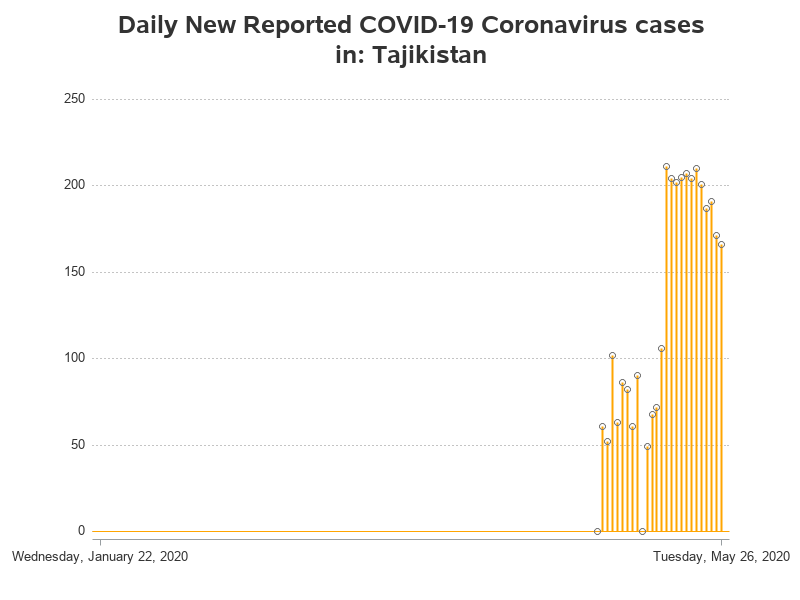 Daily New Reported COVID-19 Coronavirus cases
in: Tajikistan
250
200
150
100
50
0
Wednesday, January 22, 2020
Tuesday, May 26, 2020